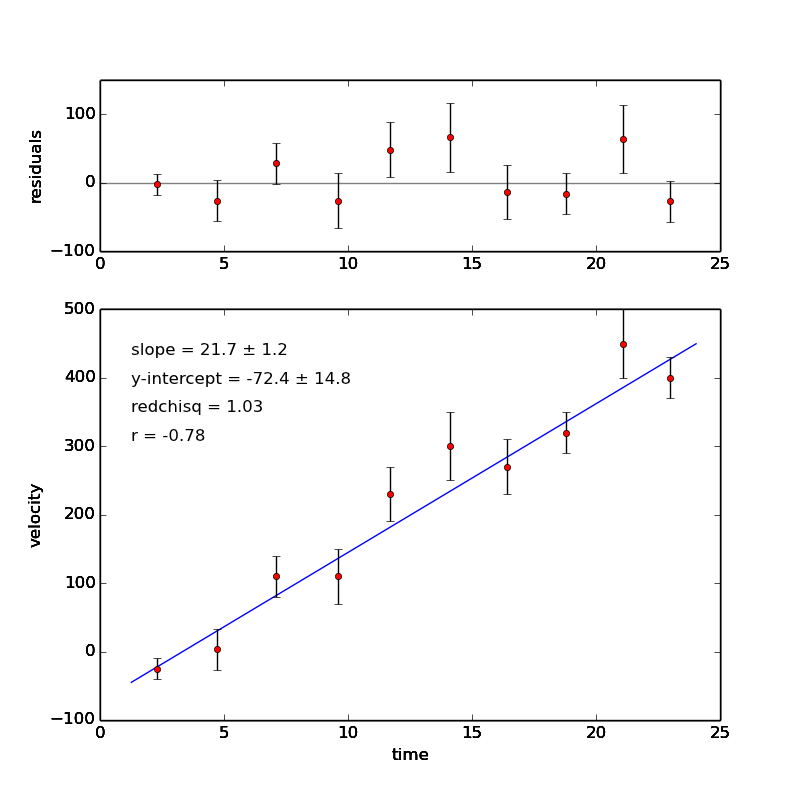 residuals
100
0
−100
0 5 10 15 20 25
500
400
300
200
100
0
−100
slope = 21.7 ± 1.2
y-intercept = -72.4 ± 14.8
redchisq = 1.03
r = -0.78
velocity
0 5 10 15 20 25
time